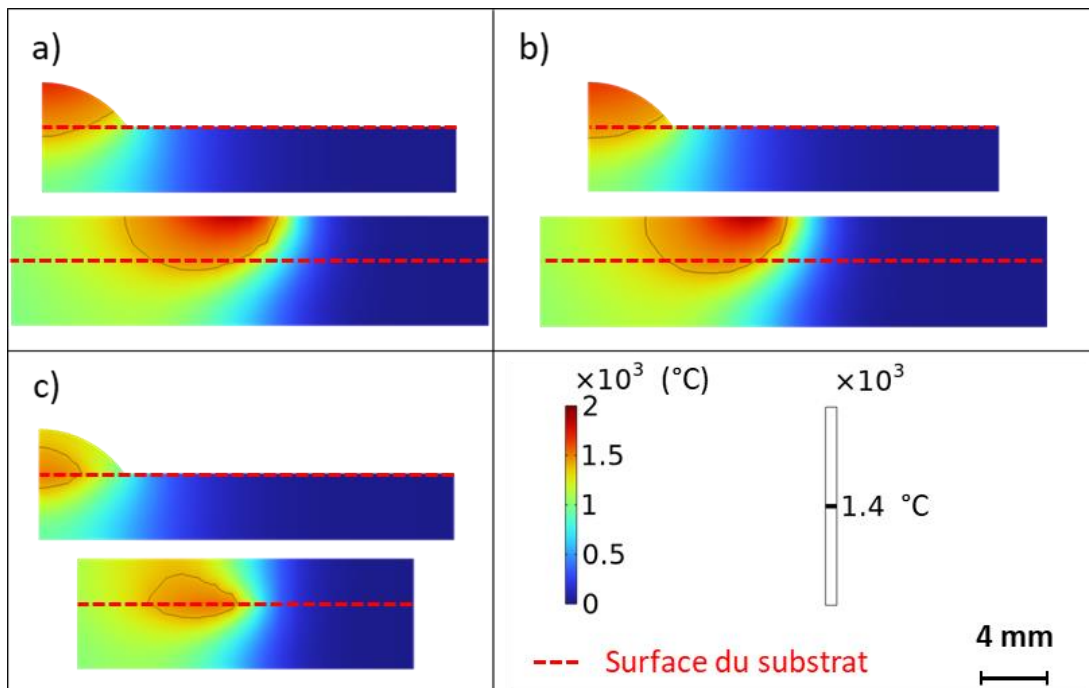 a)
b)
c)
×10³ (°C)
2
1.5
1
0.5
0
×10³
1.4 °C
4 mm
Surface du substrat